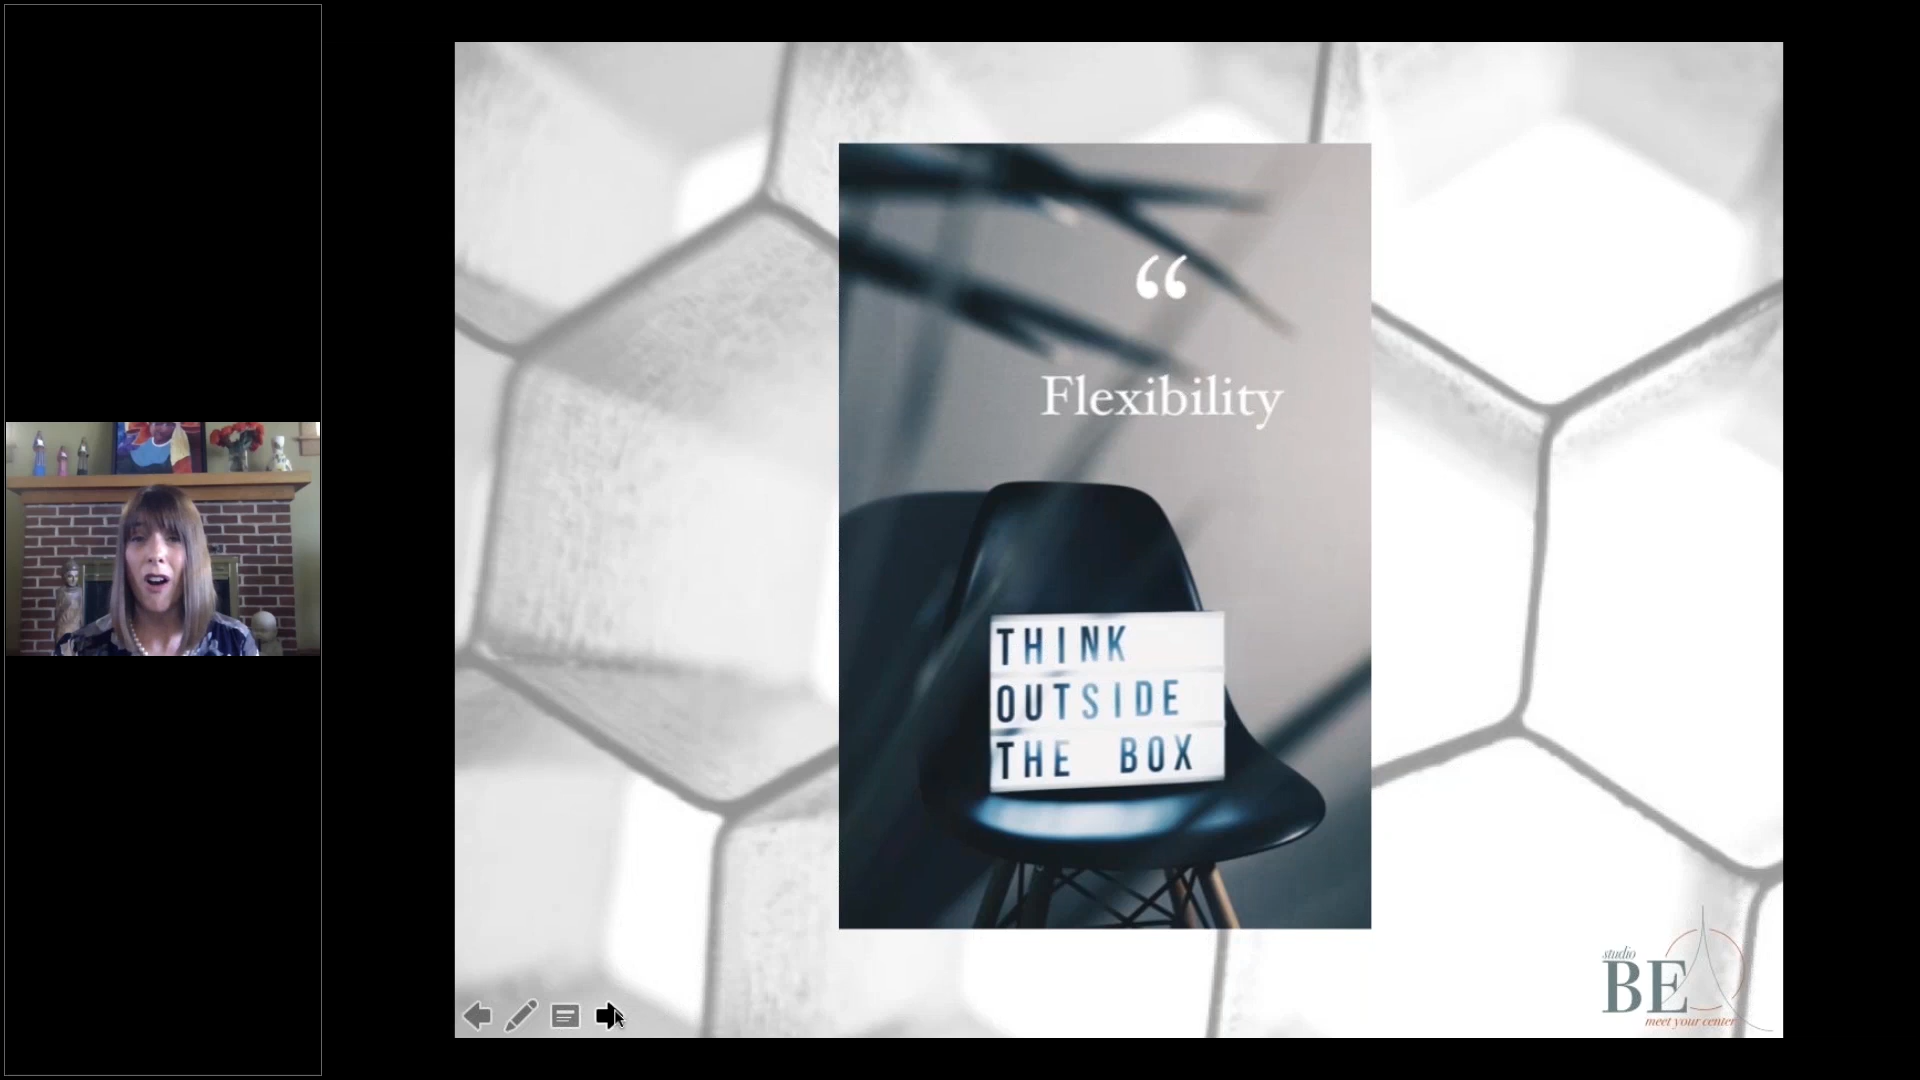 “
Flexibility
THINK
OUTSIDE
THE BOX
studio
BE
meet your center